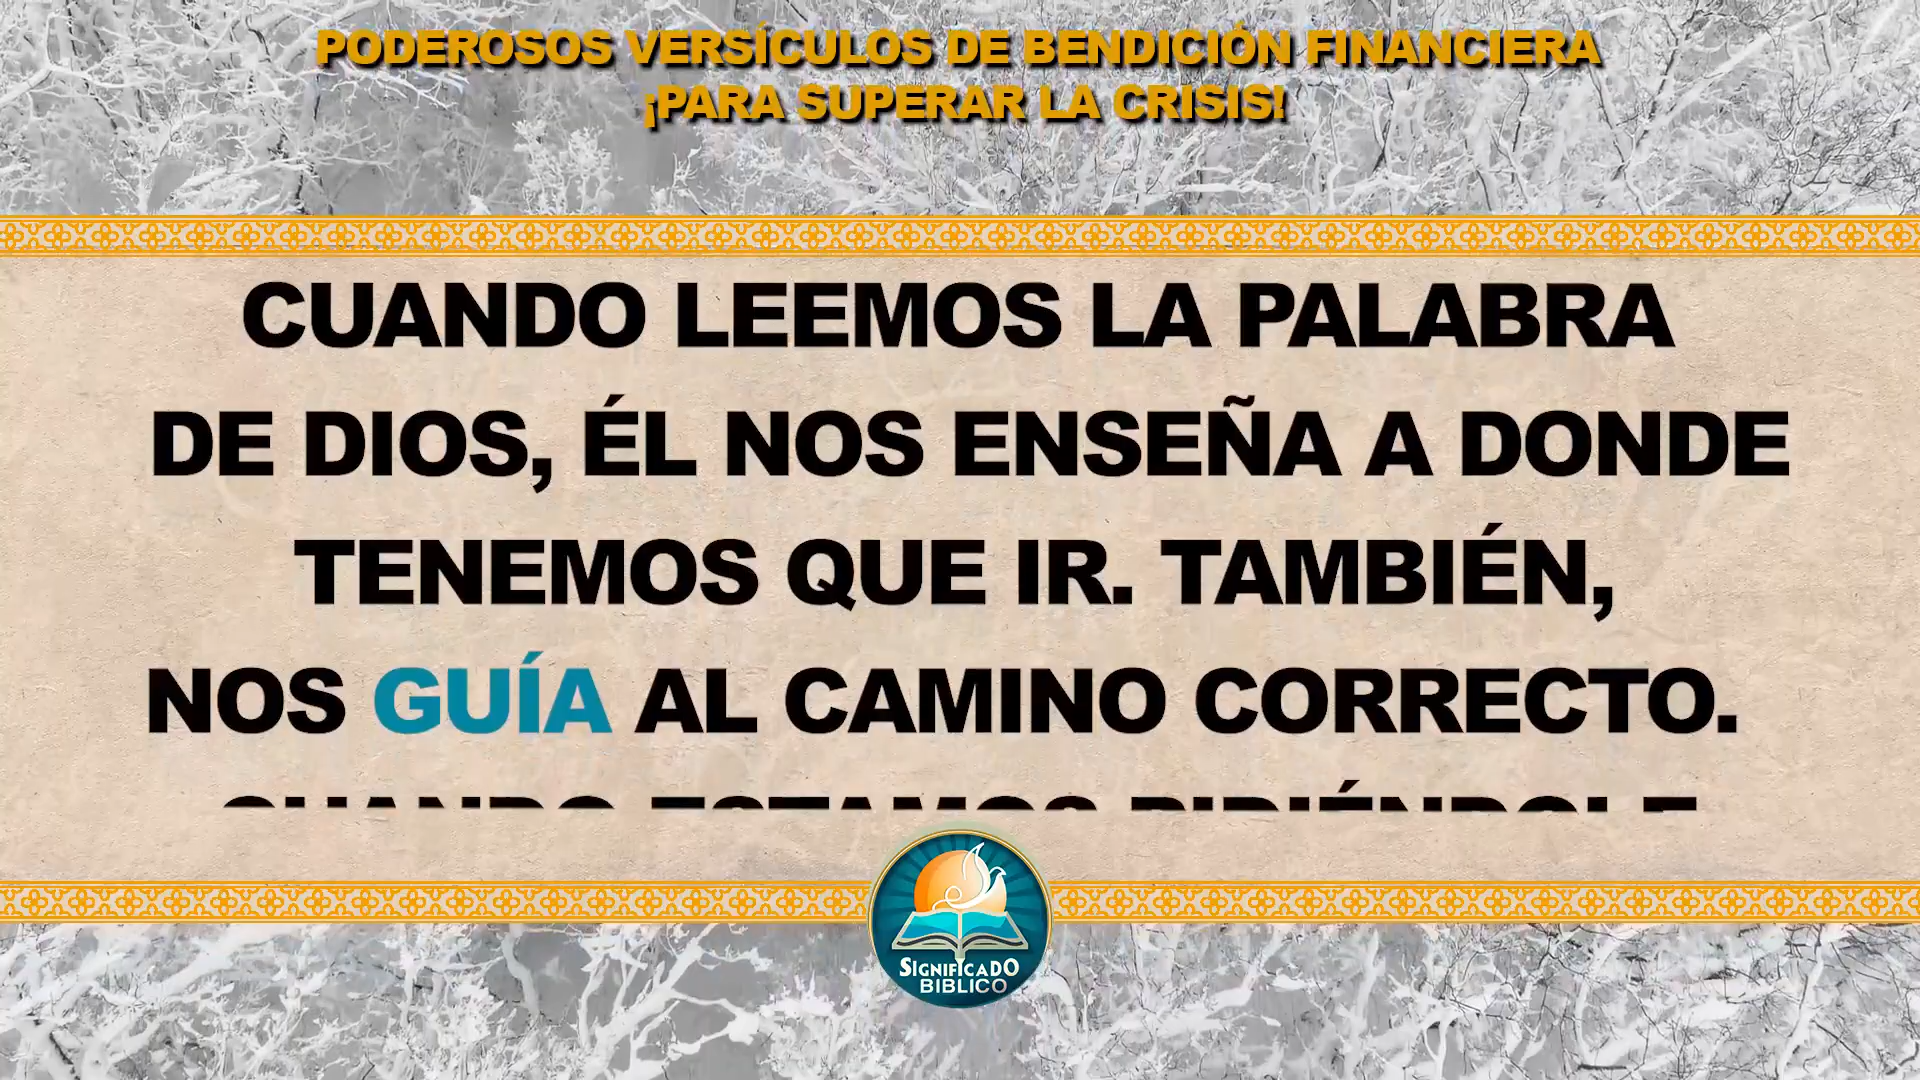 PODEROSOS VERSÍCULOS DE BENDICIÓN FINANCIERA
¡PARA SUPERAR LA CRISIS!
CUANDO LEEMOS LA PALABRA
DE DIOS, ÉL NOS ENSEÑA A DONDE
TENEMOS QUE IR. TAMBIÉN,
NOS GUÍA AL CAMINO CORRECTO.
SIGNIFICADO
BIBLICO